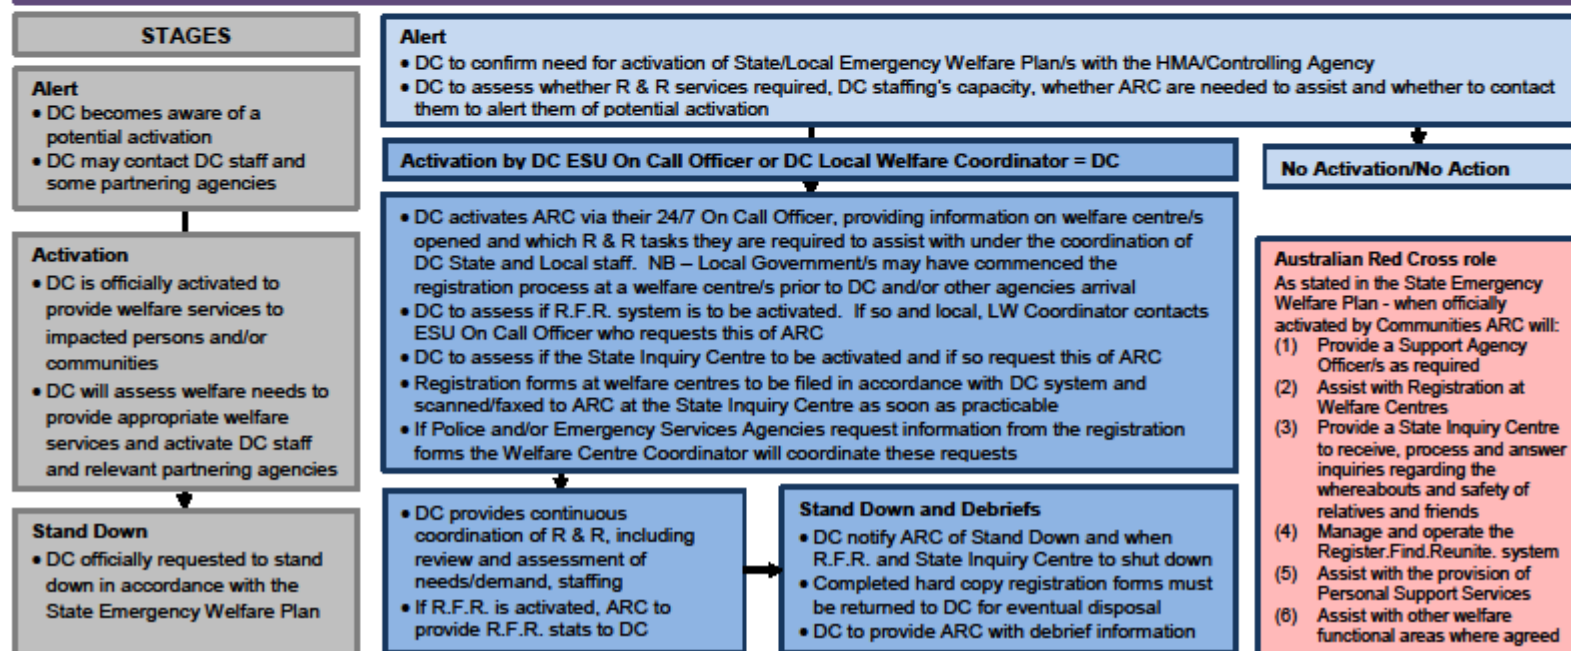 STAGES
Alert
• DC becomes aware of a
potential activation
• DC may contact DC staff and
some partnering agencies
Activation
• DC is officially activated to
provide welfare services to
impacted persons and/or
communities
• DC will assess welfare needs to
provide appropriate welfare
services and activate DC staff
and relevant partnering agencies
Stand Down
• DC officially requested to stand
down in accordance with the
State Emergency Welfare Plan
Alert
• DC to confirm need for activation of State/Local Emergency Welfare Plan/s with the HMA/Controlling Agency
• DC to assess whether R & R services required, DC staffing's capacity, whether ARC are needed to assist and whether to contact
them to alert them of potential activation
Activation by DC ESU On Call Officer or DC Local Welfare Coordinator = DC
No Activation/No Action
• DC activates ARC via their 24/7 On Call Officer, providing information on welfare centre/s
opened and which R & R tasks they are required to assist with under the coordination of
DC State and Local staff. NB – Local Government/s may have commenced the
registration process at a welfare centre/s prior to DC and/or other agencies arrival
• DC to assess if R.F.R. system is to be activated. If so and local, LW Coordinator contacts
ESU On Call Officer who requests this of ARC
• DC to assess if the State Inquiry Centre to be activated and if so request this of ARC
• Registration forms at welfare centres to be filed in accordance with DC system and
scanned/faxed to ARC at the State Inquiry Centre as soon as practicable
• If Police and/or Emergency Services Agencies request information from the registration
forms the Welfare Centre Coordinator will coordinate these requests
• DC provides continuous
coordination of R & R, including
review and assessment of
needs/demand, staffing
• If R.F.R. is activated, ARC to
provide R.F.R. stats to DC
Stand Down and Debriefs
• DC notify ARC of Stand Down and when
R.F.R. and State Inquiry Centre to shut down
• Completed hard copy registration forms must
be returned to DC for eventual disposal
• DC to provide ARC with debrief information
Australian Red Cross role
As stated in the State Emergency
Welfare Plan - when officially
activated by Communities ARC will:
(1) Provide a Support Agency
Officer/s as required
(2) Assist with Registration at
Welfare Centres
(3) Provide a State Inquiry Centre
to receive, process and answer
inquiries regarding the
whereabouts and safety of
relatives and friends
(4) Manage and operate the
Register.Find.Reunite. system
(5) Assist with the provision of
Personal Support Services
(6) Assist with other welfare
functional areas where agreed